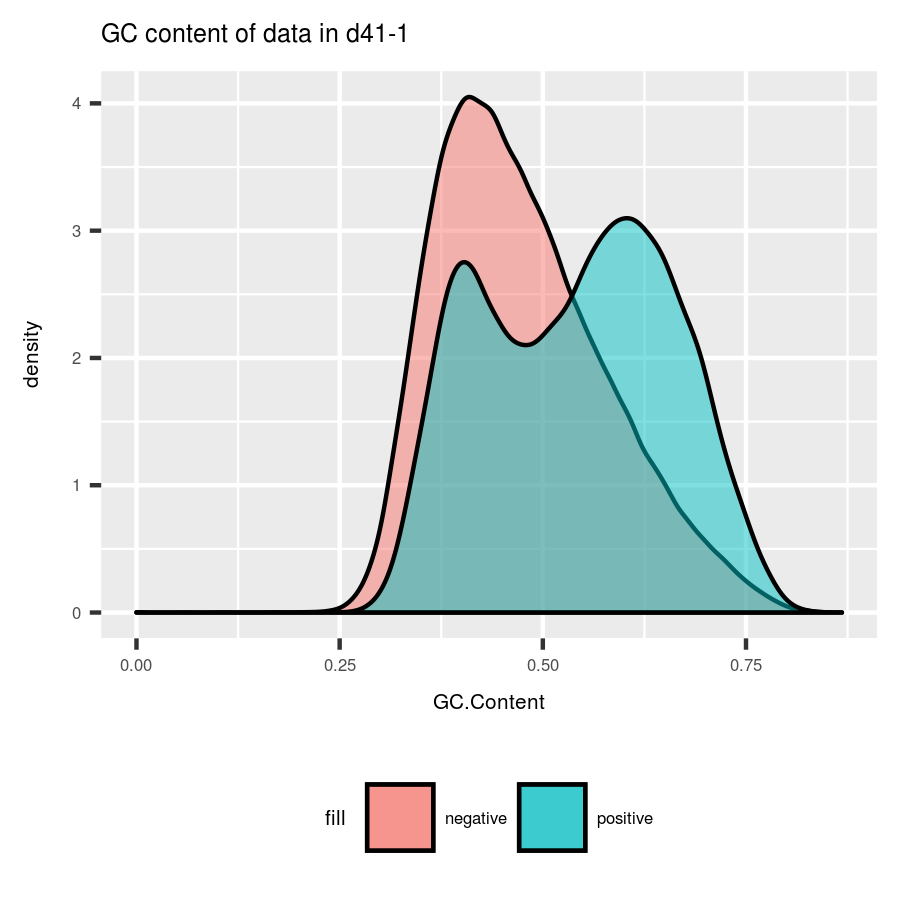 GC content of data in d41-1
4
3
2
1
0
density
0.00 0.25 0.50 0.75
GC.Content
fill negative positive